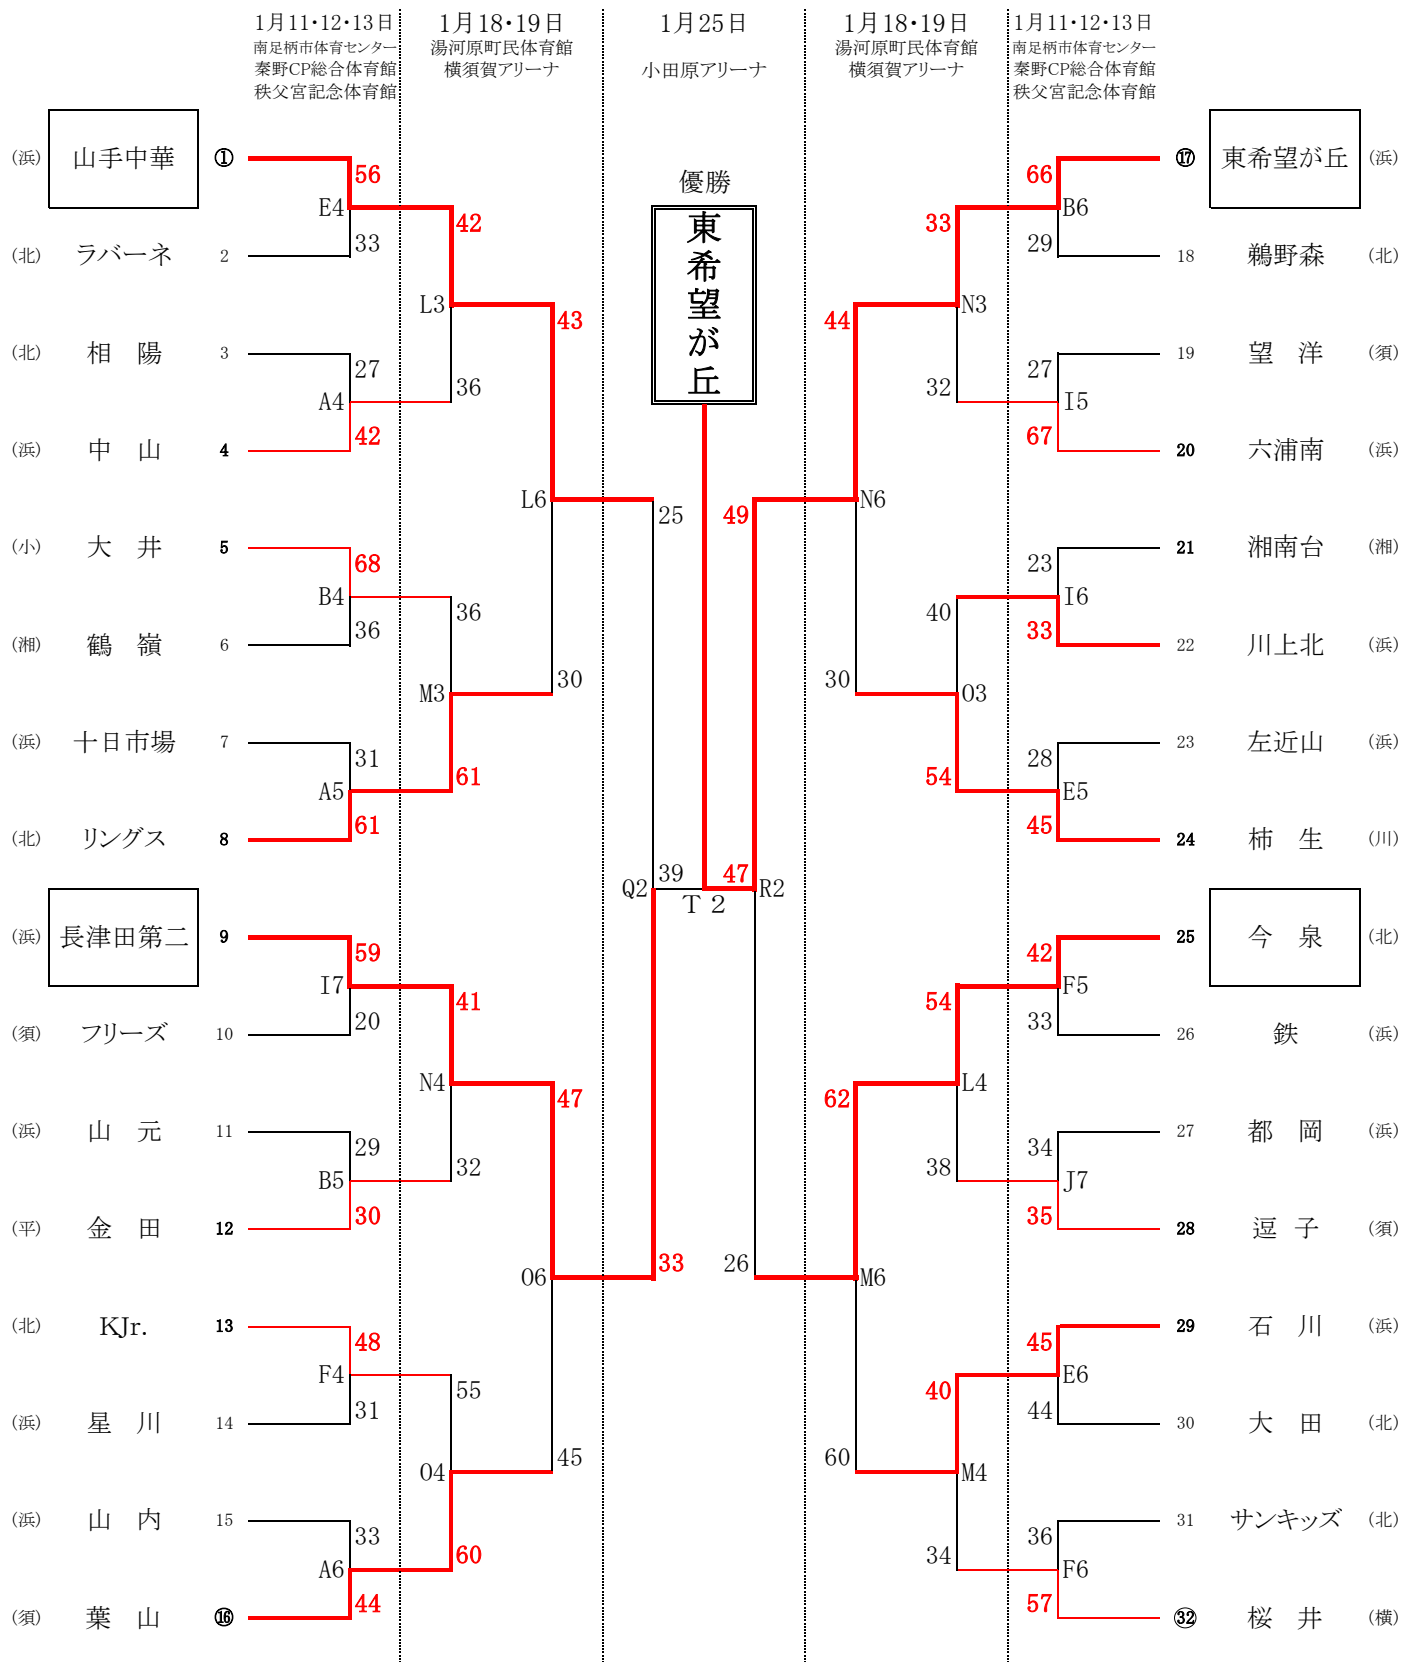 1月11・12・13日 1月18・19日 1月25日 1月18・19日 1月11・12・13日
南足柄市体育センター 湯河原町民体育館 湯河原町民体育館 南足柄市体育センター
秦野CP総合体育館 横須賀アリーナ 小田原アリーナ 横須賀アリーナ 秦野CP総合体育館
秩父宮記念体育館 秩父宮記念体育館
優勝
東希望が丘
(浜) 山手中華 ①
56
E4
33
(北) ラバーネ 2
42
L3
36
(北) 相陽 3
27
A4
42
(浜) 中山 4
43
L6
30
(小) 大井 5
68
B4
36
(湘) 鶴嶺 6
36
M3
61
(浜) 十日市場 7
31
A5
61
(北) リングス 8
25
Q2
33
(浜) 長津田第二 9
59
I7
20
(須) フリーズ 10
41
N4
32
(浜) 山元 11
29
B5
30
(平) 金田 12
47
O6
45
(北) KJr. 13
48
F4
31
(浜) 星川 14
55
O4
60
(浜) 山内 15
33
A6
44
(須) 葉山 ⑯
39 47
T2
⑰ 東希望が丘 (浜)
66
B6
29
18 鵜野森 (北)
33
N3
32
19 望洋 (須)
27
I5
67
20 六浦南 (浜)
44
N6
30
21 湘南台 (湘)
23
I6
33
22 川上北 (浜)
40
O3
54
23 左近山 (浜)
28
E5
45
24 柿生 (川)
49
R2
26
25 今泉 (北)
42
F5
33
26 鉄 (浜)
54
L4
38
27 都岡 (浜)
34
J7
35
28 逗子 (須)
62
M6
60
29 石川 (浜)
45
E6
44
30 大田 (北)
40
M4
34
31 サンキッズ (北)
36
F6
57
㉜ 桜井 (横)